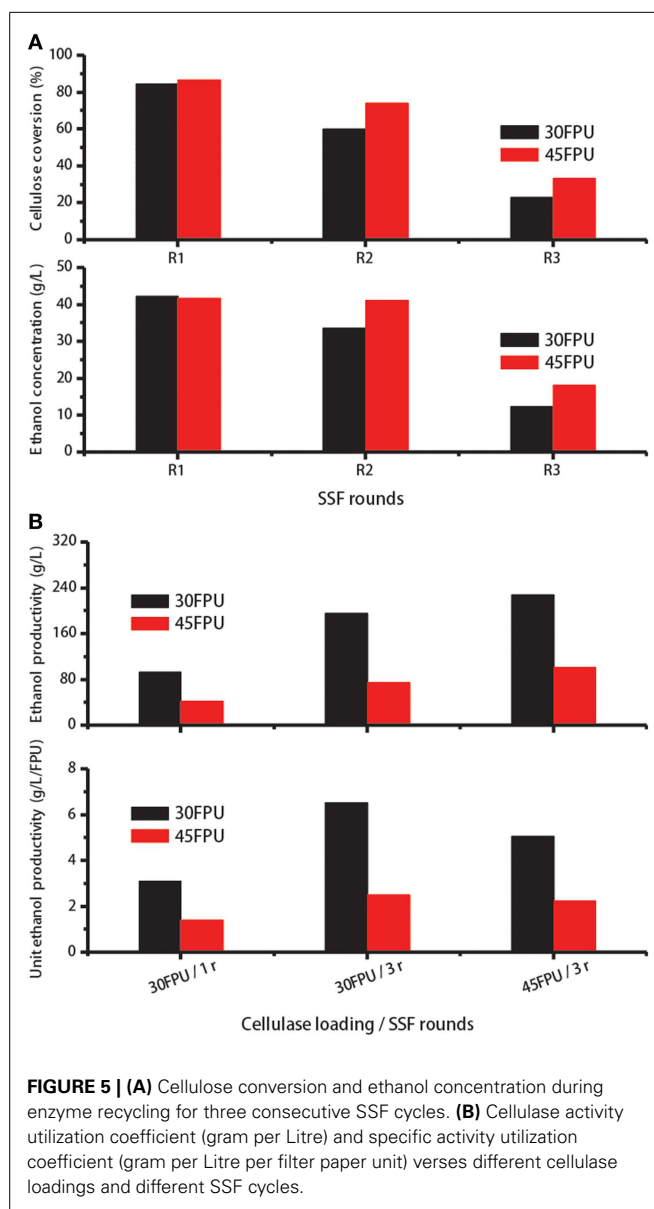 A
Cellulose coversion (%)
100
80
60
40
20
0
30FPU
45FPU
R1 R2 R3
Ethanol concentration (g/L)
50
40
30
20
10
0
30FPU
45FPU
R1 R2 R3
SSF rounds
B
Ethanol productivity (g/L)
320
240
160
80
0
30FPU
45FPU
Unit ethanol productivity (g/L/FPU)
8
6
4
2
0
30FPU
45FPU
30FPU / 1 r 30FPU / 3 r 45FPU / 3 r
Cellulase loading / SSF rounds
FIGURE 5 | (A) Cellulose conversion and ethanol concentration during
enzyme recycling for three consecutive SSF cycles. (B) Cellulase activity
utilization coefficient (gram per Litre) and specific activity utilization
coefficient (gram per Litre per filter paper unit) verses different cellulase
loadings and different SSF cycles.